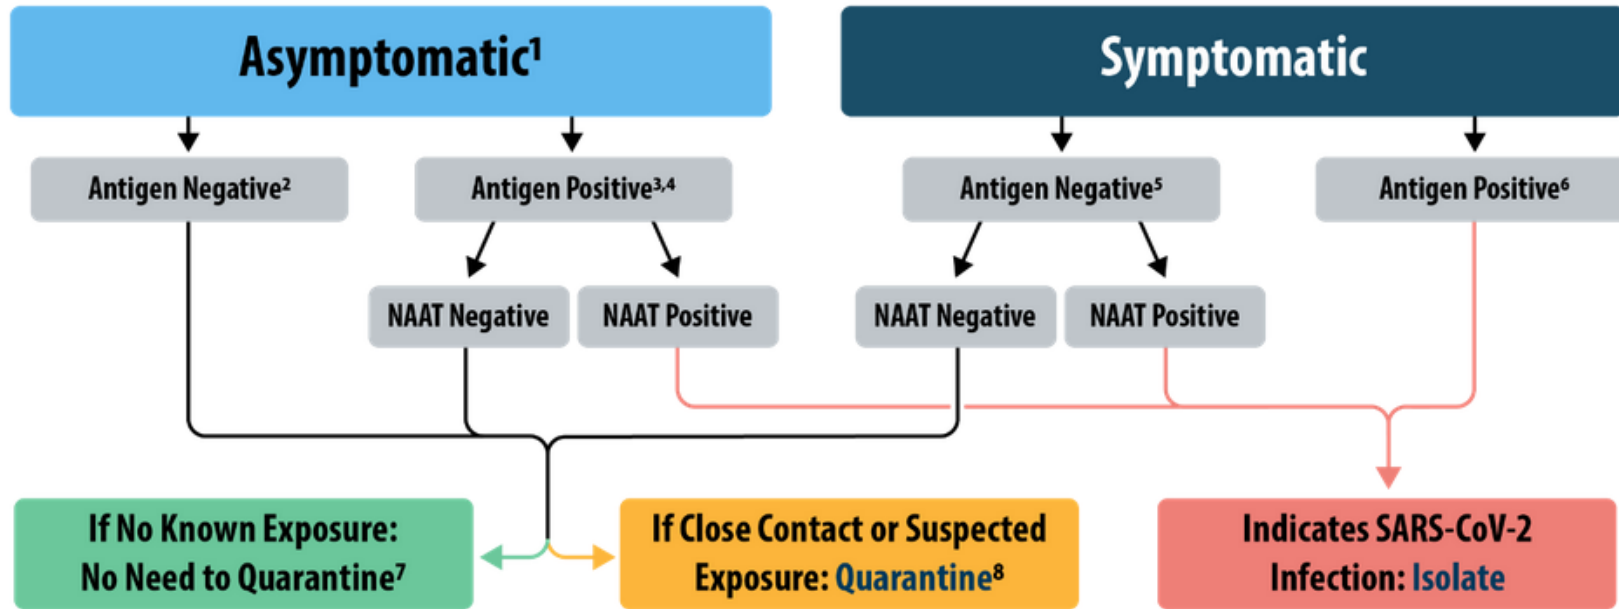 Asymptomatic¹
Symptomatic
Antigen Negative²
Antigen Positive³,⁴
Antigen Negative⁵
Antigen Positive⁶
NAAT Negative
NAAT Positive
NAAT Negative
NAAT Positive
If No Known Exposure:
No Need to Quarantine⁷
If Close Contact or Suspected
Exposure: Quarantine⁸
Indicates SARS-CoV-2
Infection: Isolate